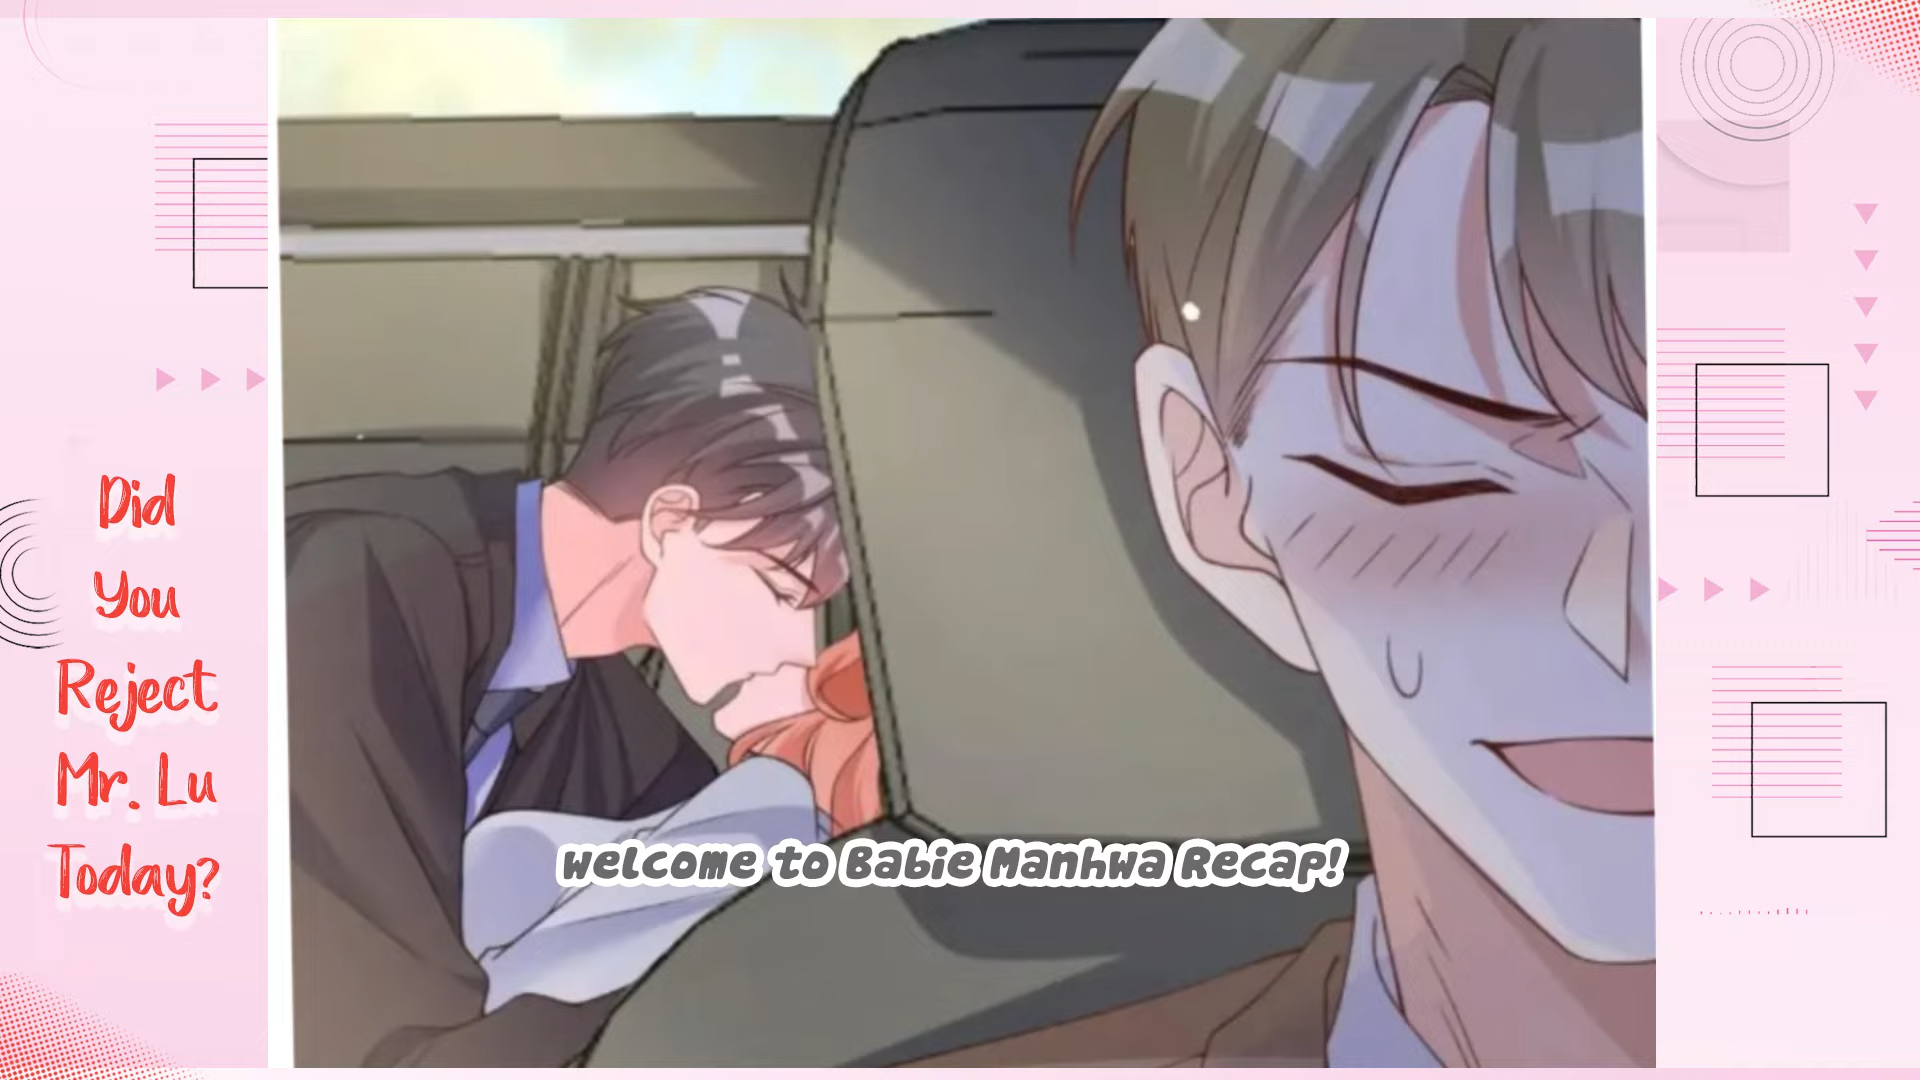 Did
You
Reject
Mr. Lu
Today?
welcome to Babie Manhwa Recap!